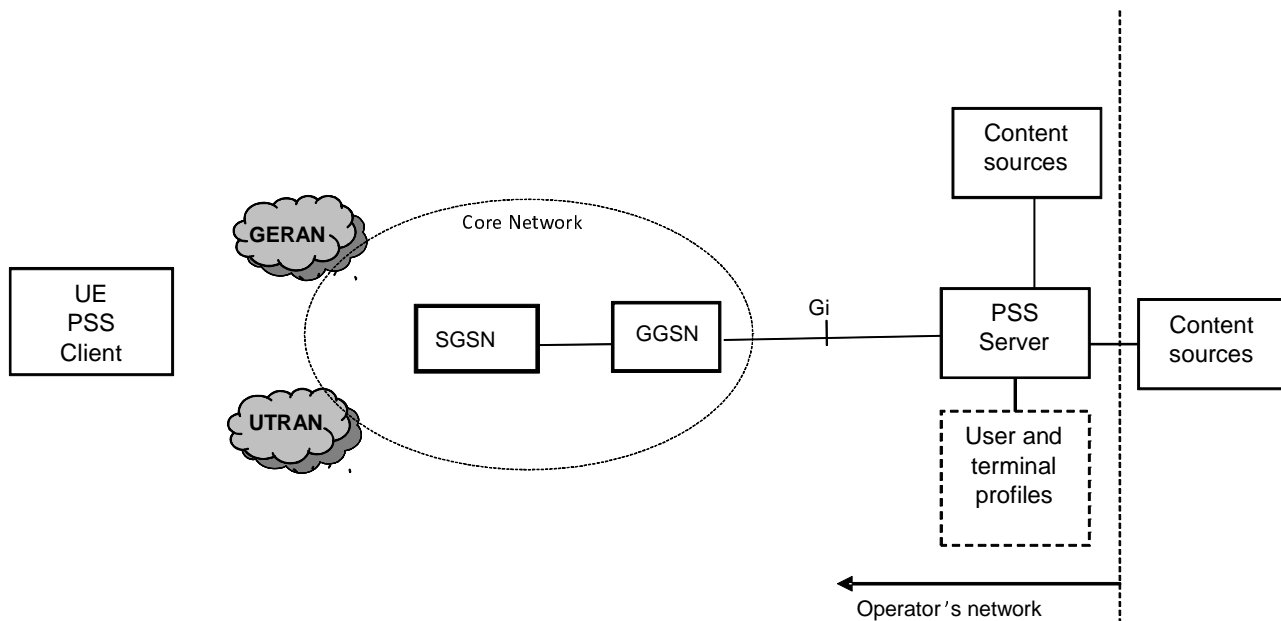 Content
sources
GERAN
Core Network
UE
PSS
Client
SGSN
GGSN
Gi
PSS
Server
Content
sources
UTRAN
User and
terminal
profiles
Operator's network